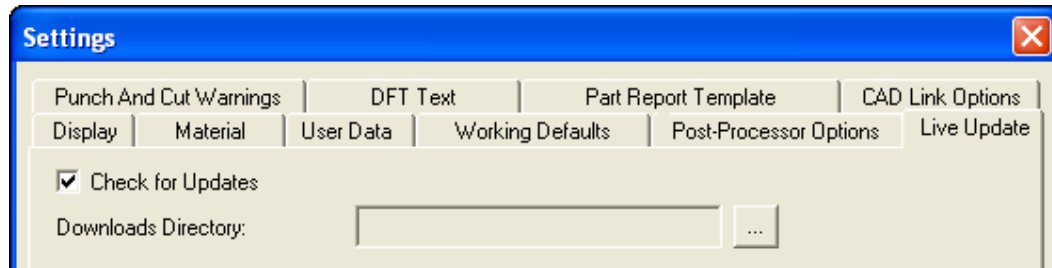 Settings
Punch And Cut Warnings DFT Text Part Report Template CAD Link Options
Display Material User Data Working Defaults Post-Processor Options Live Update
Check for Updates
Downloads Directory: ...